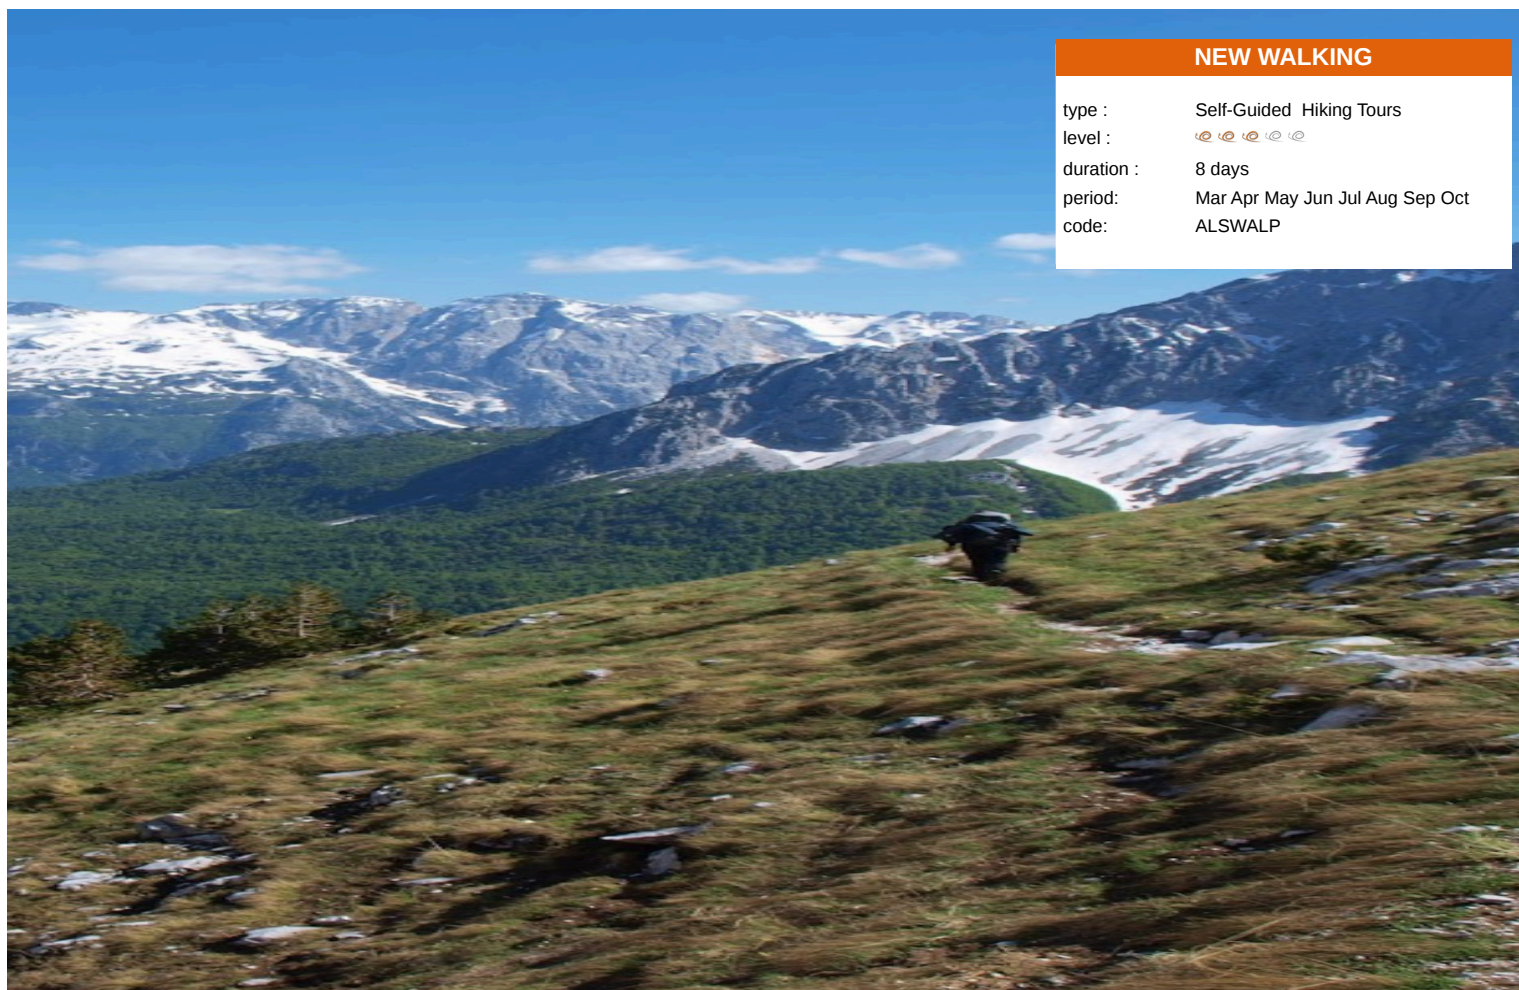 NEW WALKING
type : Self-Guided Hiking Tours
level :
duration : 8 days
period: Mar Apr May Jun Jul Aug Sep Oct
code: ALSWALP